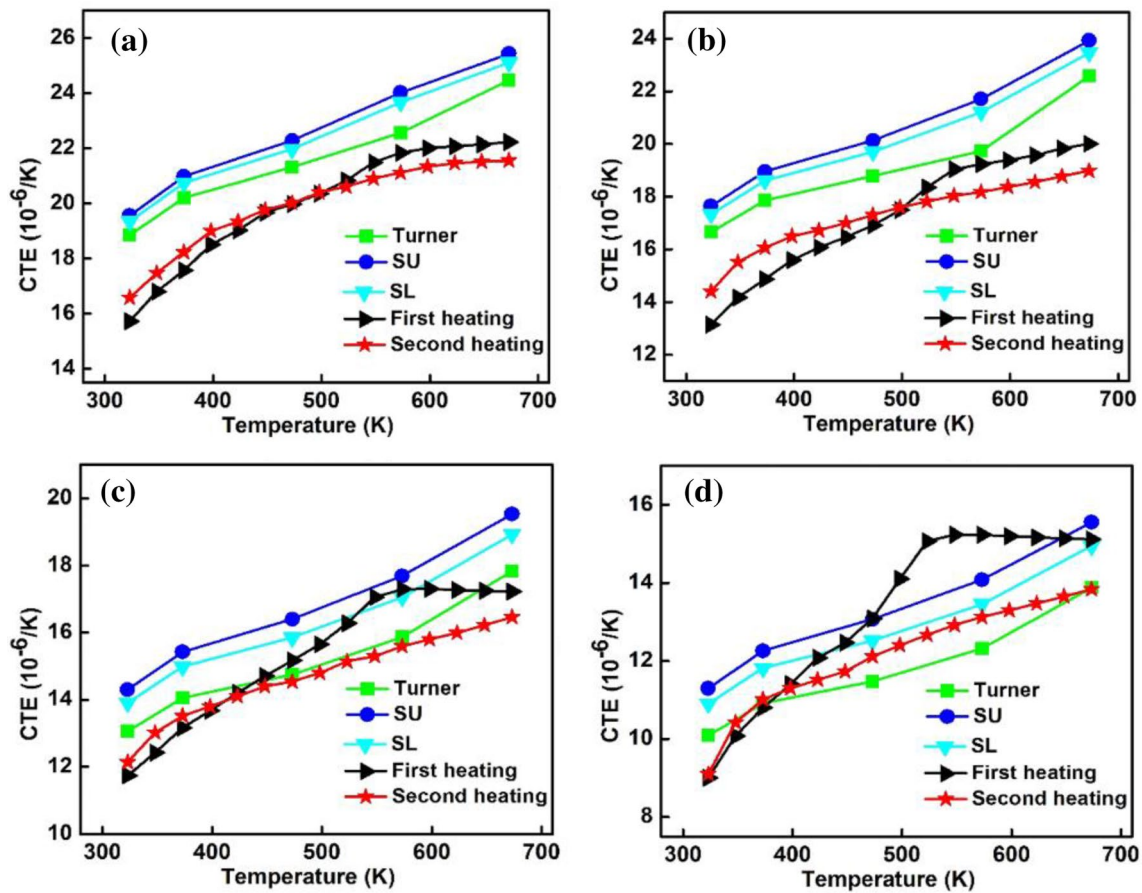 (a)
CTE (10-6/K)
26
24
22
20
18
16
14
Turner
SU
SL
First heating
Second heating
300 400 500 600 700
Temperature (K)
(b)
CTE (10-6/K)
24
22
20
18
16
14
12
Turner
SU
SL
First heating
Second heating
300 400 500 600 700
Temperature (K)
(c)
CTE (10-6/K)
20
18
16
14
12
10
Turner
SU
SL
First heating
Second heating
300 400 500 600 700
Temperature (K)
(d)
CTE (10-6/K)
16
14
12
10
8
Turner
SU
SL
First heating
Second heating
300 400 500 600 700
Temperature (K)